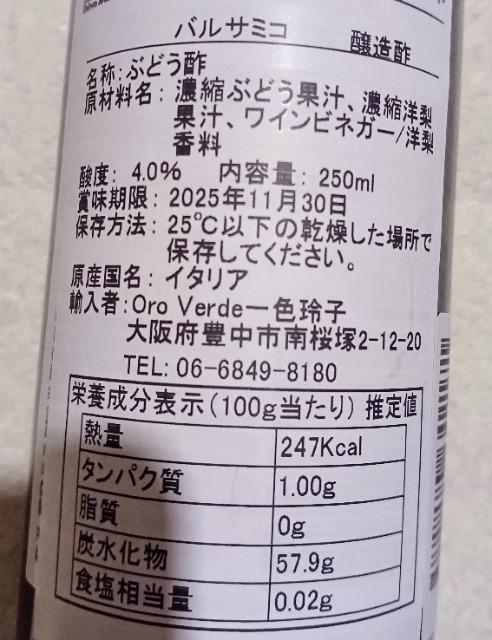 バルサミコ 醸造酢
名称：ぶどう酢
原材料名：濃縮ぶどう果汁、濃縮洋梨
果汁、ワインビネガー/洋梨
香料
酸度： 4.0% 内容量： 250ml
賞味期限： 2025年11月30日
保存方法： 25℃以下の乾燥した場所で
保存してください。
原産国名： イタリア
輸入者：Oro Verde一色玲子
大阪府豊中市南桜塚2-12-20
TEL: 06-6849-8180
栄養成分表示(100g当たり) 推定値
熱量 247Kcal
タンパク質 1.00g
脂質 0g
炭水化物 57.9g
食塩相当量 0.02g